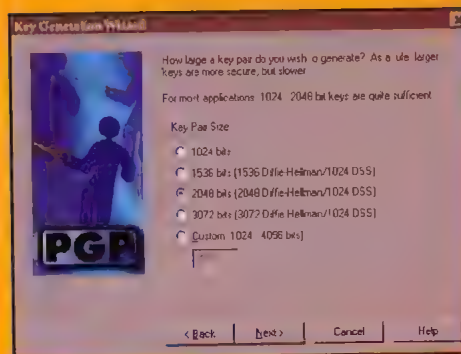 Key Generation Wizard
How large a key pair do you wish to generate? As a rule larger
keys are more secure, but slower
For most applications 1024 2048 bit keys are quite sufficient
Key Pair Size
1024 bits
1536 bits (1536 Diffie-Hellman/1024 DSS)
2048 bits (2048 Diffie-Hellman/1024 DSS)
3072 bits (3072 Diffie-Hellman/1024 DSS)
Custom 1024 4096 bits)
PGP
< Back
Next >
Cancel
Help